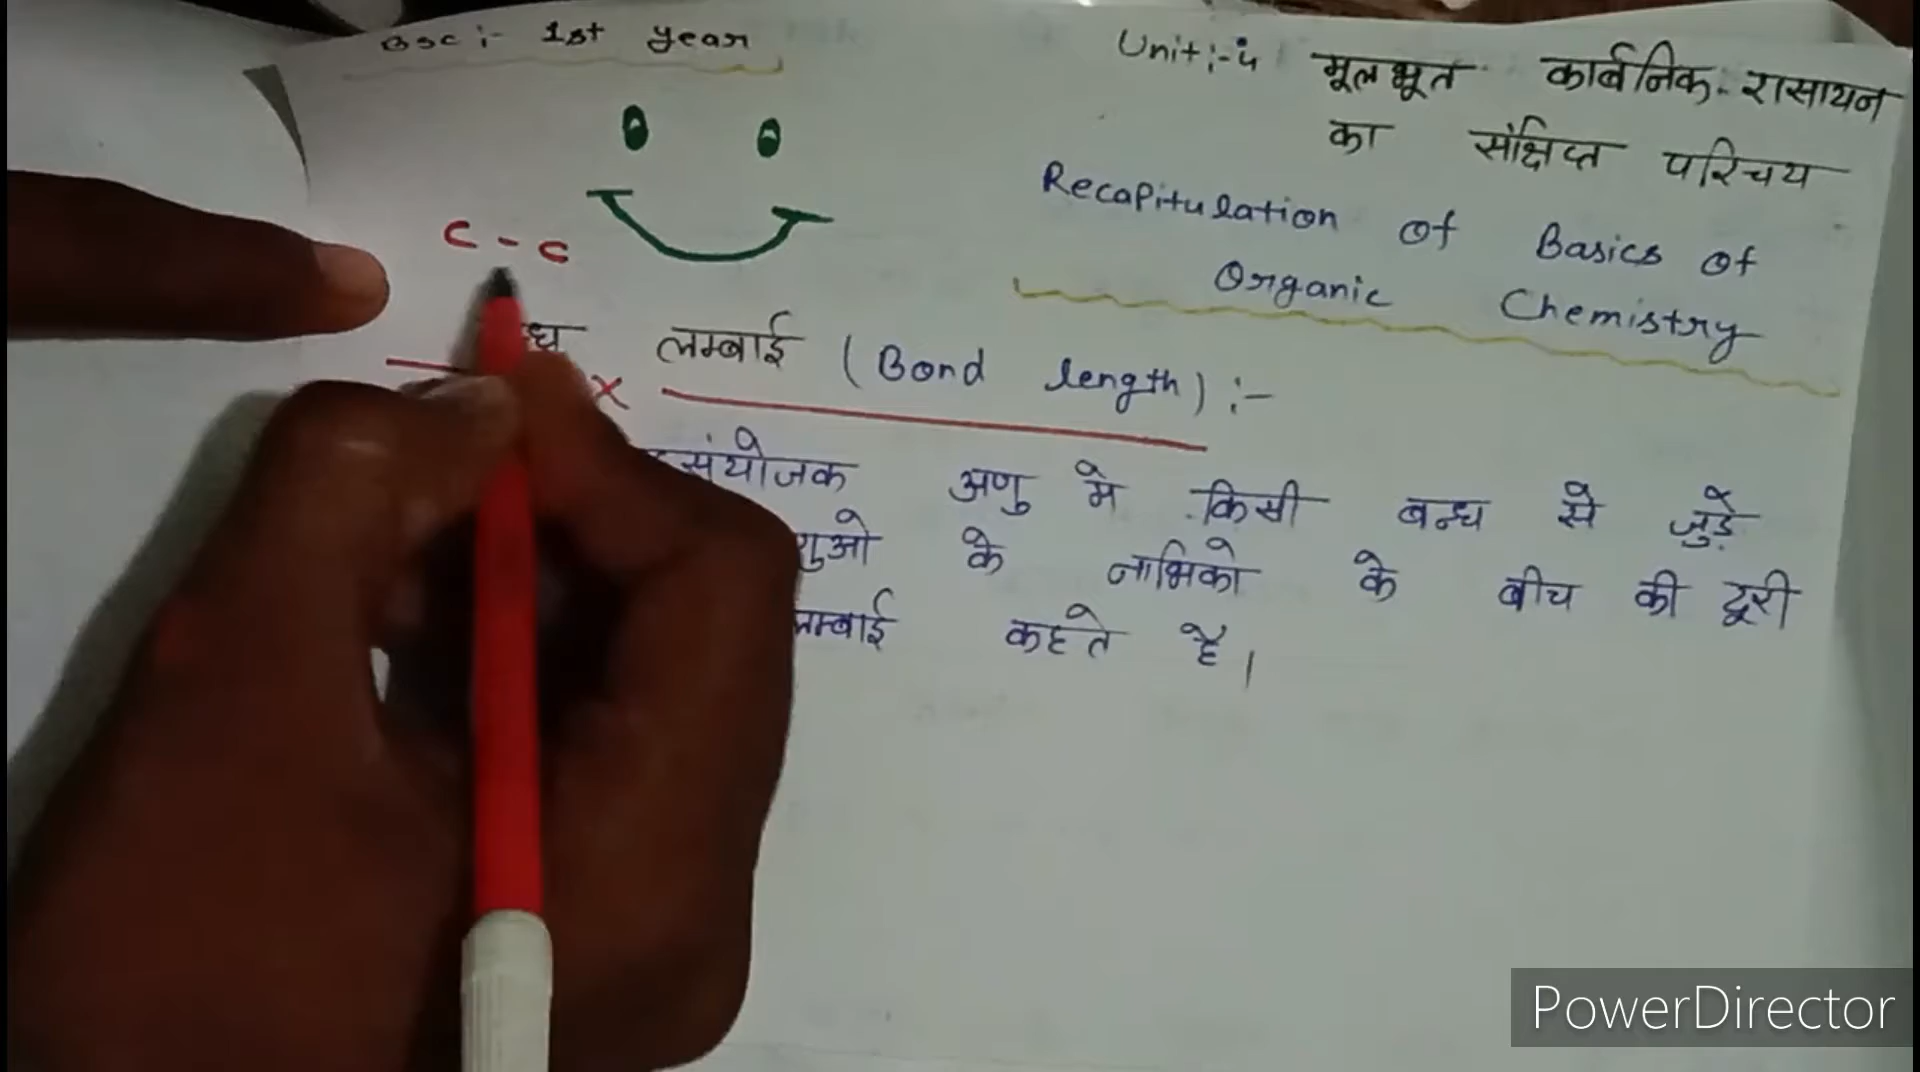 Bsc :- 1st year
Unit :- 4 मूलभूत कार्बनिक-रासायन
का संक्षिप्त परिचय
Recapitulation of Basics of
Organic Chemistry
c - c
लम्बाई (Bond length) :-
x
अणु मे किसी बन्ध से जुड़े
के नाभिको के बीच की दूरी
लम्बाई कहते है।
PowerDirector